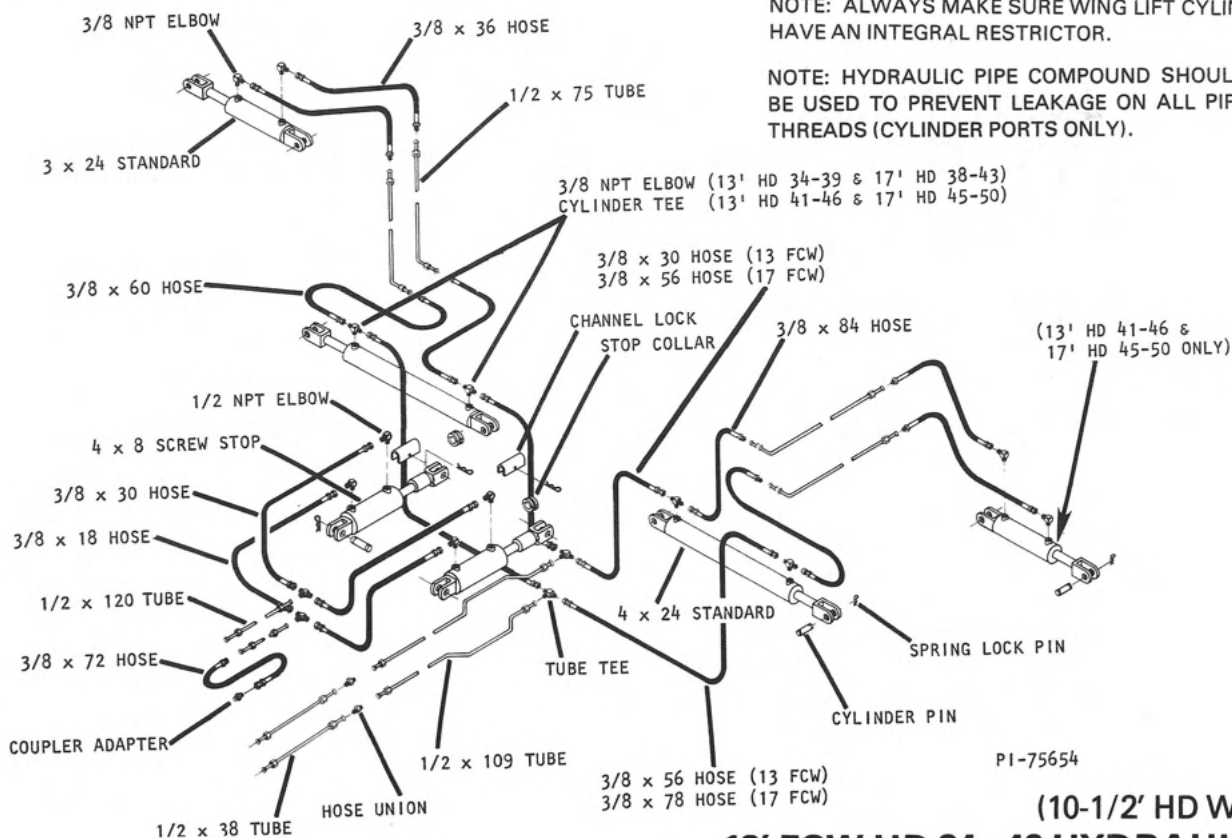 NOTE: ALWAYS MAKE SURE WING LIFT
HAVE AN INTEGRAL RESTRICTOR.
NOTE: HYDRAULIC PIPE COMPOUND
BE USED TO PREVENT LEAKAGE ON ALL
THREADS (CYLINDER PORTS ONLY).
3/8 NPT ELBOW
3/8 x 36 HOSE
1/2 x 75 TUBE
3 x 24 STANDARD
3/8 NPT ELBOW (13' HD 34-39 & 17' HD 38-43)
CYLINDER TEE (13' HD 41-46 & 17' HD 45-50)
3/8 x 30 HOSE (13 FCW)
3/8 x 56 HOSE (17 FCW)
3/8 x 60 HOSE
CHANNEL LOCK
STOP COLLAR
3/8 x 84 HOSE
(13' HD 41-46 &
17' HD 45-50 ONLY)
1/2 NPT ELBOW
4 x 8 SCREW STOP
3/8 x 30 HOSE
3/8 x 18 HOSE
1/2 x 120 TUBE
3/8 x 72 HOSE
4 x 24 STANDARD
TUBE TEE
SPRING LOCK PIN
CYLINDER PIN
COUPLER ADAPTER
1/2 x 109 TUBE
HOSE UNION
1/2 x 38 TUBE
3/8 x 56 HOSE (13 FCW)
3/8 x 78 HOSE (17 FCW)
PI-75654
(10-1/2' HD